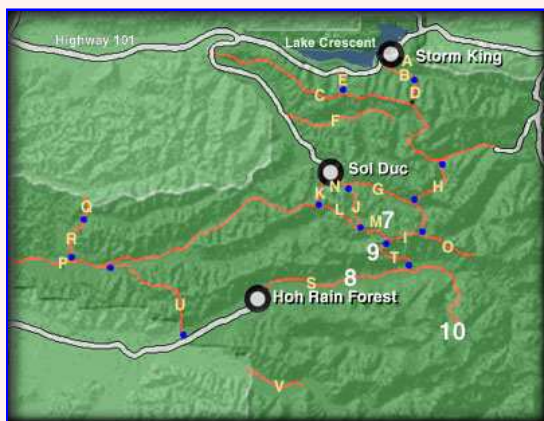 Highway 101
Lake Crescent
Storm King
A
B
E
D
C
F
Sol Duc
N
G
H
K
J
L
Q
M
7
R
I
O
9
P
T
S
8
U
Hoh Rain Forest
10
V